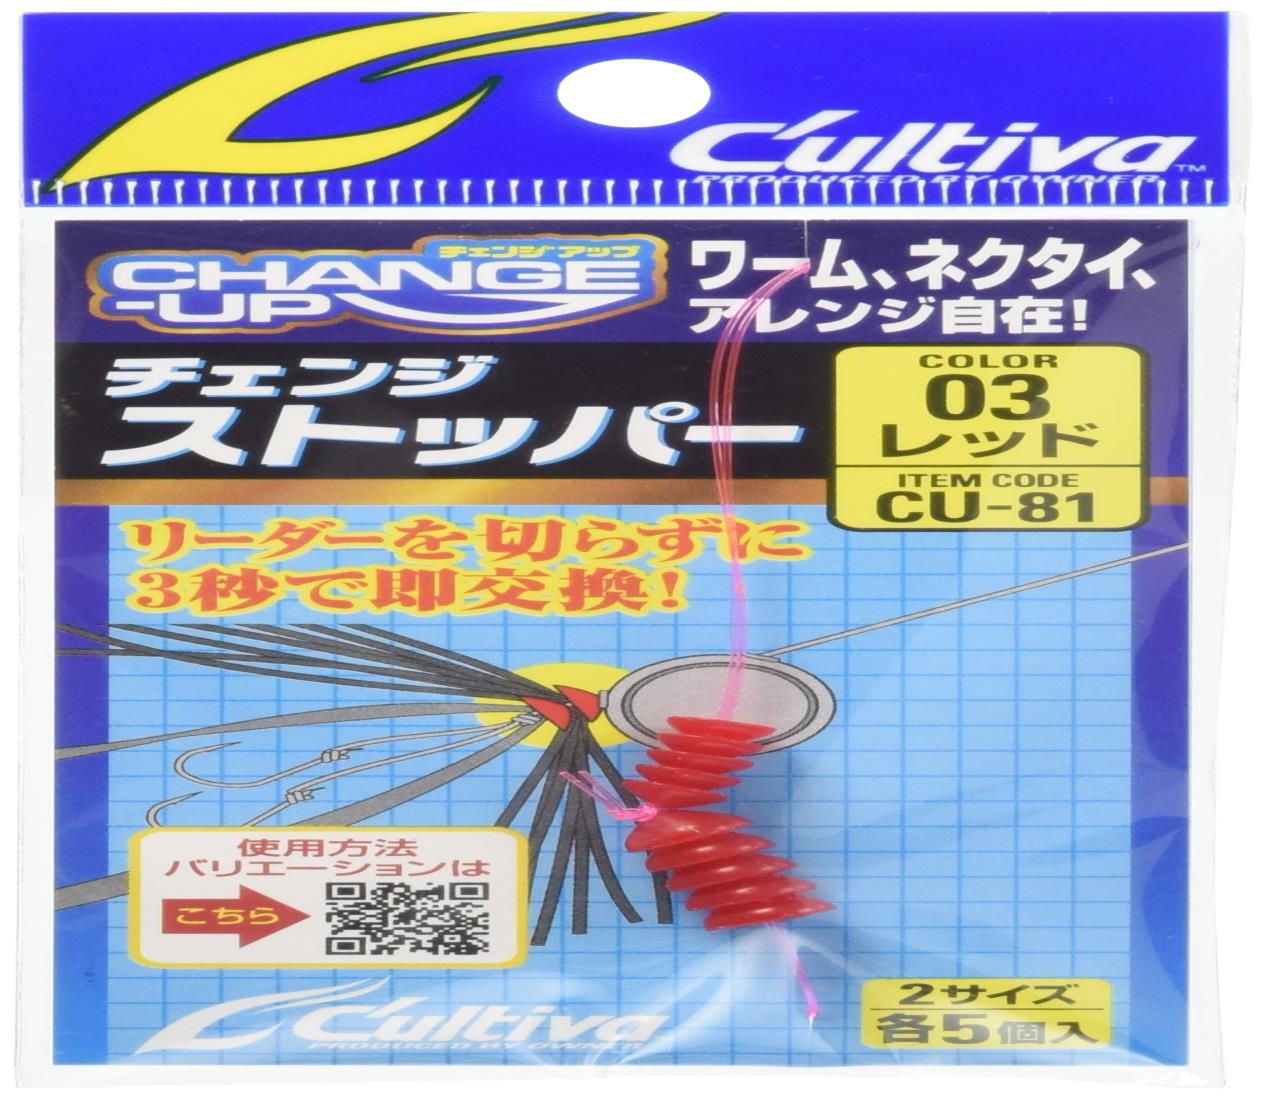 C'ultiva™
PRODUCED BY OWNER
チェンジアップ
CHANGE
-UP
ワーム、ネクタイ、
アレンジ自在!
チェンジ
ストッパー
COLOR
03
レッド
ITEM CODE
CU-81
リーダーを切らずに
3秒で即交換!
使用方法
バリエーションは
こちら
C'ultiva
PRODUCED BY OWNER
2サイズ
各5個入